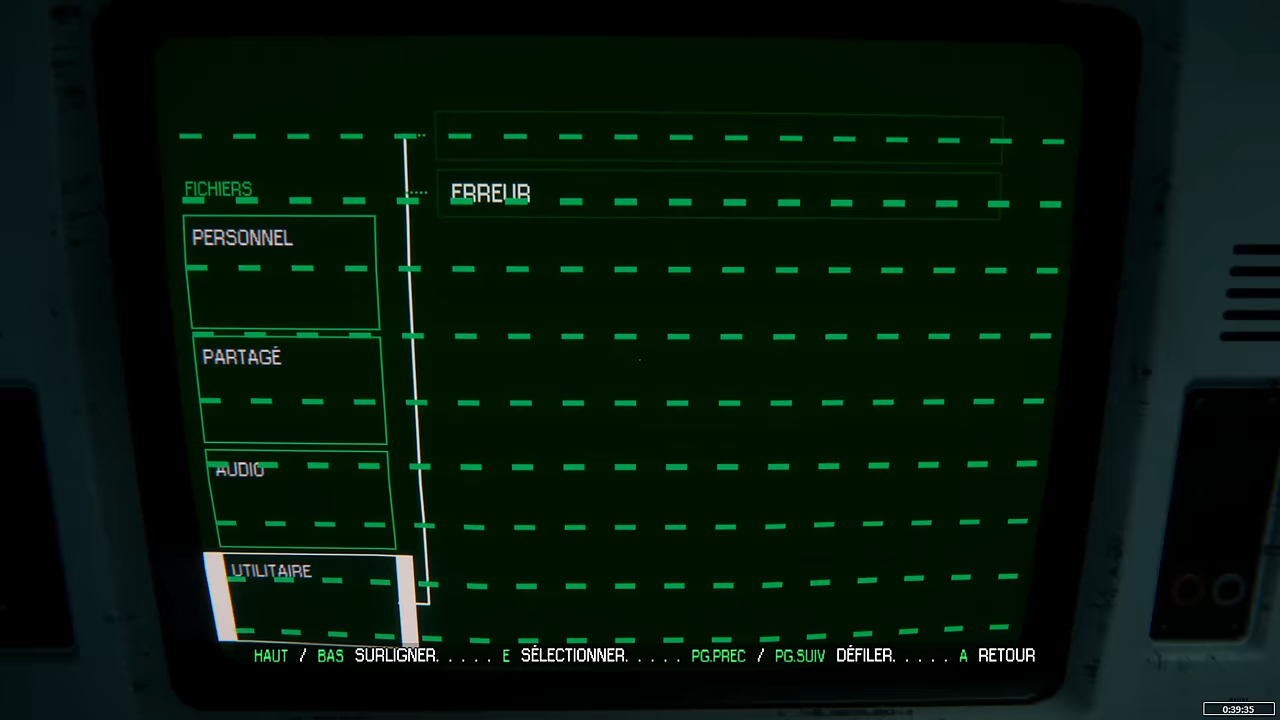 FICHIERS
ERREUR
PERSONNEL
PARTAGÉ
AUDIO
UTILITAIRE
HAUT / BAS SURLIGNER. . . . . E SÉLECTIONNER. . . . . PG.PREC / PG.SUIV DÉFILER. . . . . A RETOUR
0:39:35